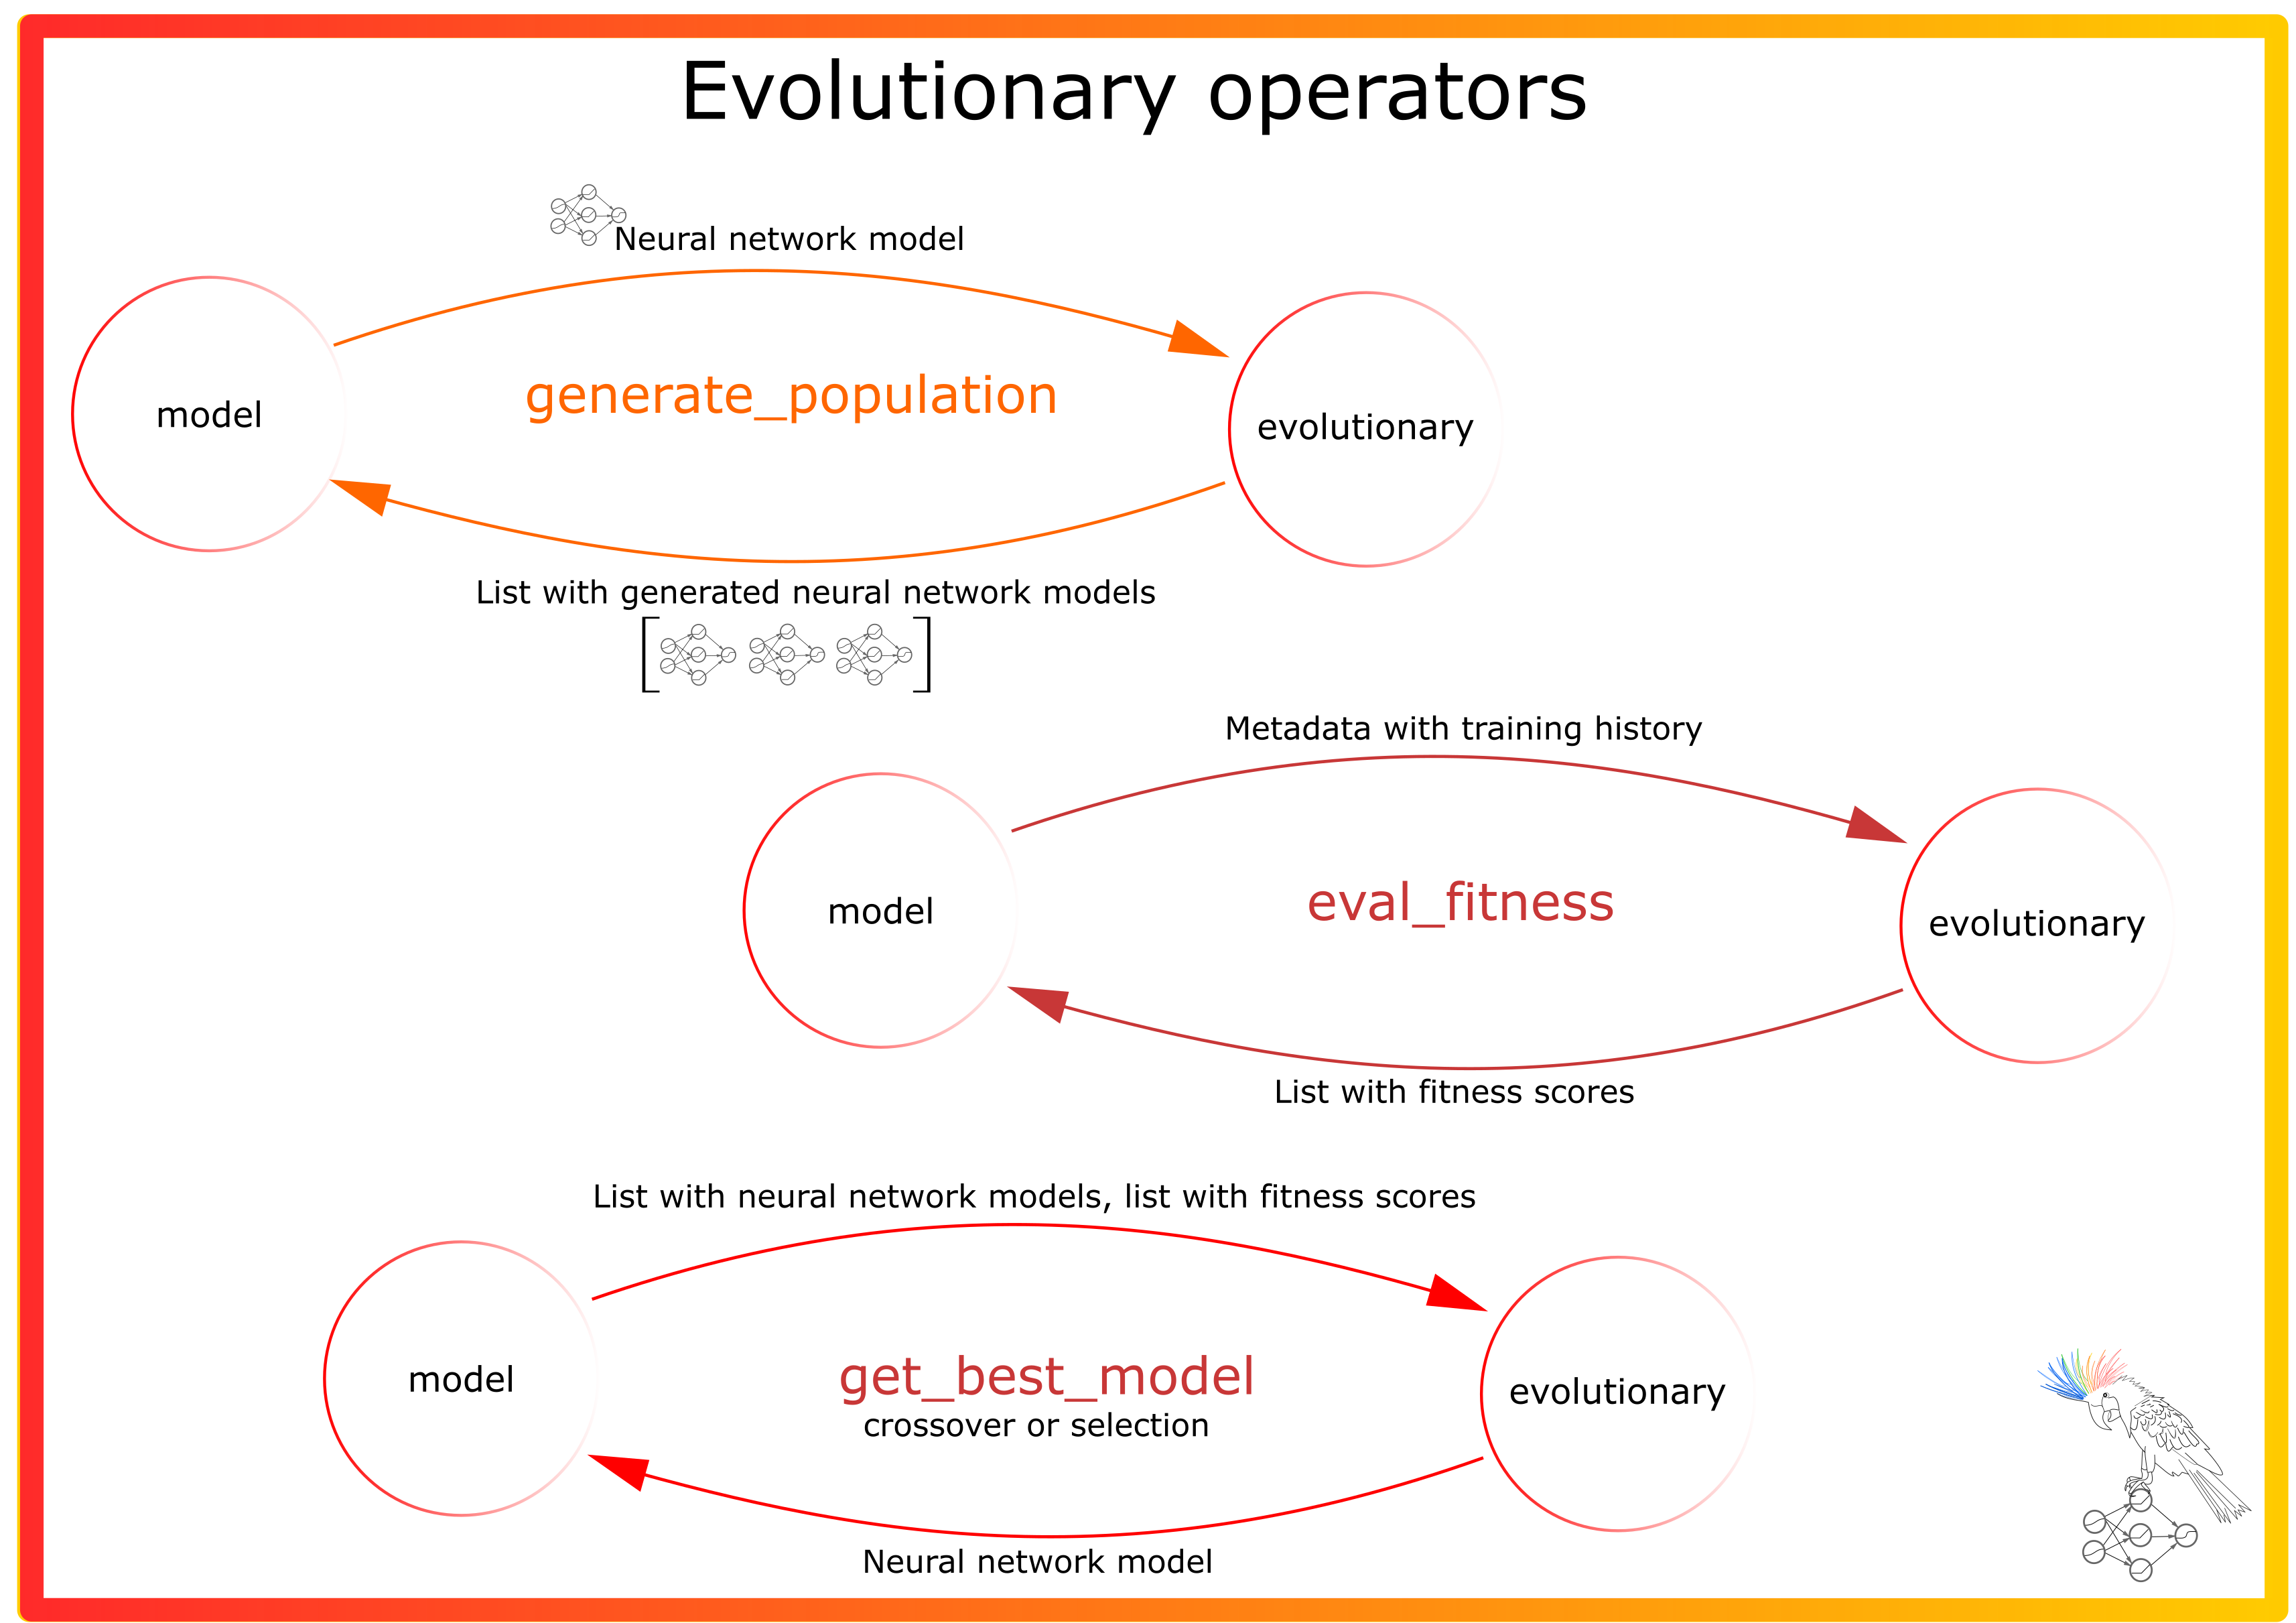 Evolutionary operators
Neural network model
model
generate_population
evolutionary
List with generated neural network models
Metadata with training history
model
eval_fitness
evolutionary
List with fitness scores
List with neural network models, list with fitness scores
model
get_best_model
crossover or selection
evolutionary
Neural network model